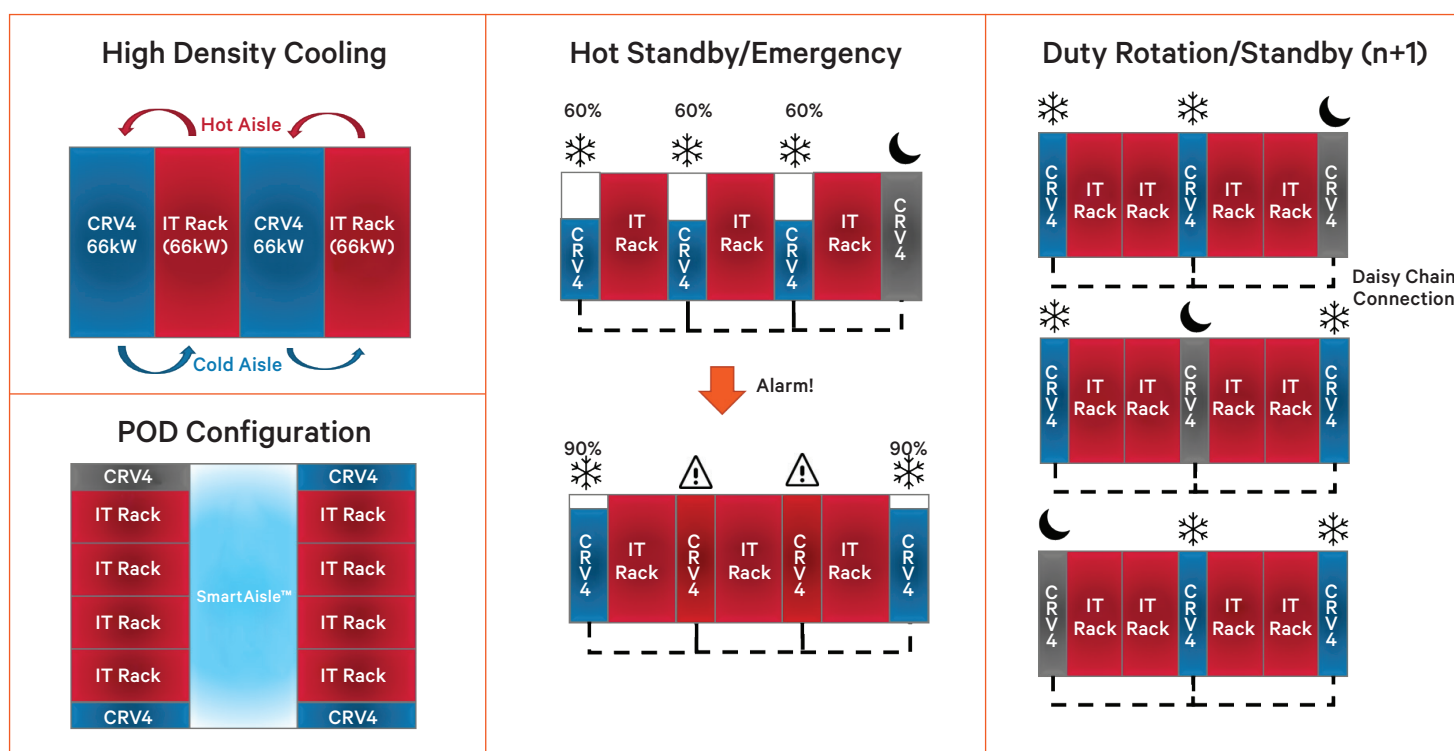 High Density Cooling
Hot Aisle
CRV4
66kW
IT Rack
(66kW)
CRV4
66kW
IT Rack
(66kW)
Cold Aisle
POD Configuration
CRV4
IT Rack
IT Rack
IT Rack
IT Rack
CRV4
SmartAisle™
CRV4
IT Rack
IT Rack
IT Rack
IT Rack
CRV4
Hot Standby/Emergency
60%
60%
60%
CRV4
IT
Rack
CRV4
IT
Rack
CRV4
IT
Rack
CRV4
Alarm!
90%
90%
CRV4
IT
Rack
CRV4
IT
Rack
CRV4
IT
Rack
CRV4
Duty Rotation/Standby (n+1)
CRV4
IT
Rack
IT
Rack
CRV4
IT
Rack
IT
Rack
CRV4
Daisy Chain
Connection
CRV4
IT
Rack
IT
Rack
CRV4
IT
Rack
IT
Rack
CRV4
CRV4
IT
Rack
IT
Rack
CRV4
IT
Rack
IT
Rack
CRV4